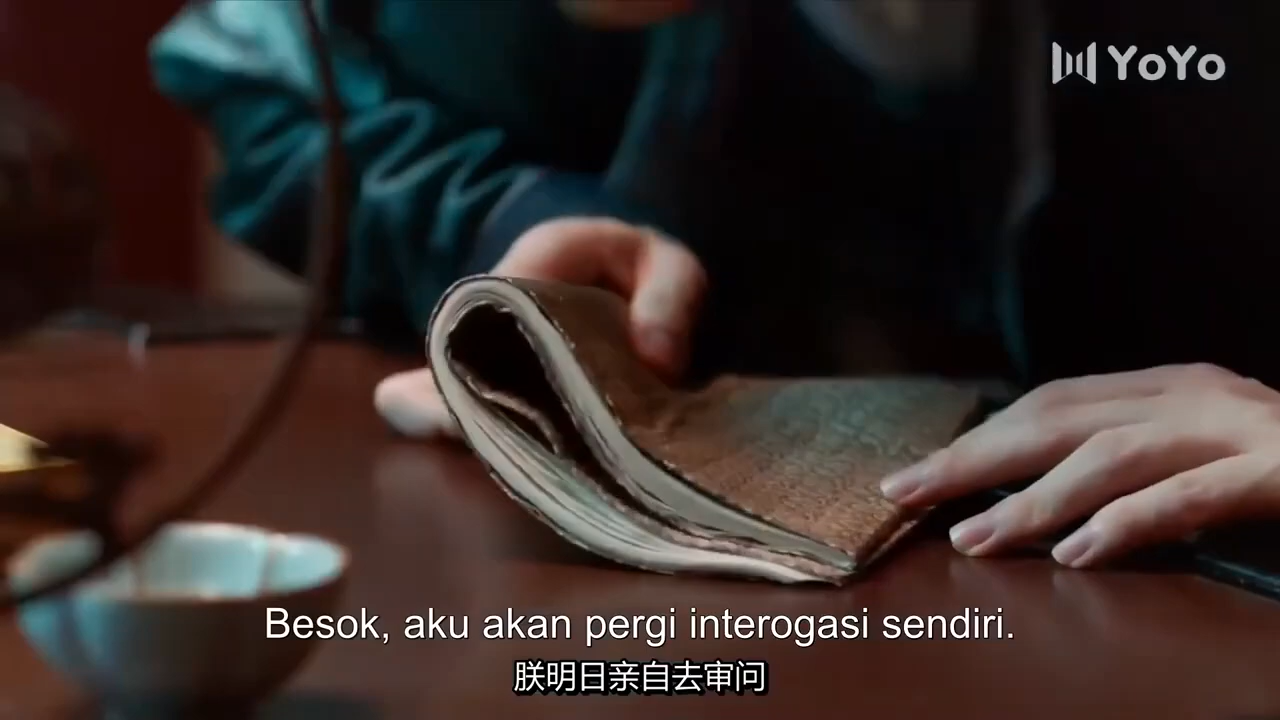 YoYo
Besok, aku akan pergi interogasi sendiri.
朕明日亲自去审问